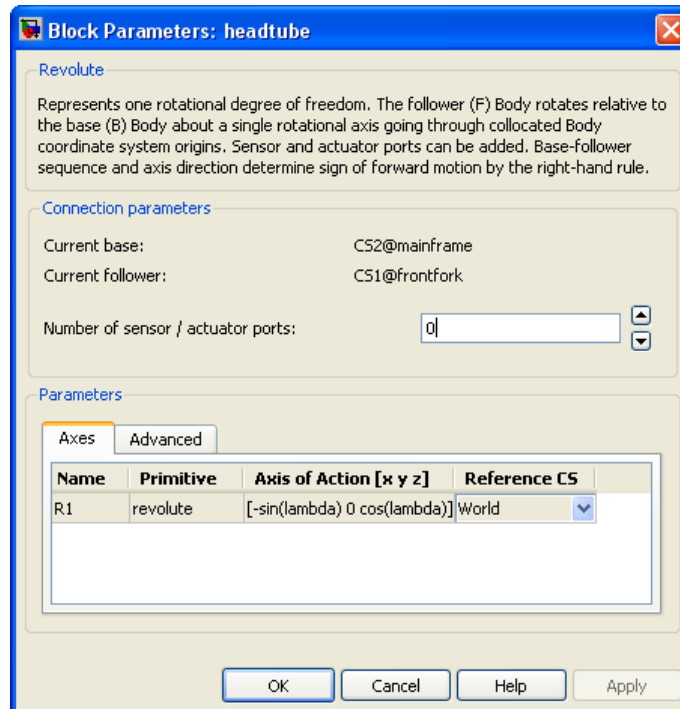 Block Parameters: headtube
Revolute
Represents one rotational degree of freedom. The follower (F) Body rotates relative to
the base (B) Body about a single rotational axis going through collocated Body
coordinate system origins. Sensor and actuator ports can be added. Base-follower
sequence and axis direction determine sign of forward motion by the right-hand rule.
Connection parameters
Current base: CS2@mainframe
Current follower: CS1@frontfork
Number of sensor / actuator ports: 0
Parameters
Axes Advanced
Name Primitive Axis of Action [x y z] Reference CS
R1 revolute [-sin(lambda) 0 cos(lambda)] World
OK Cancel Help Apply